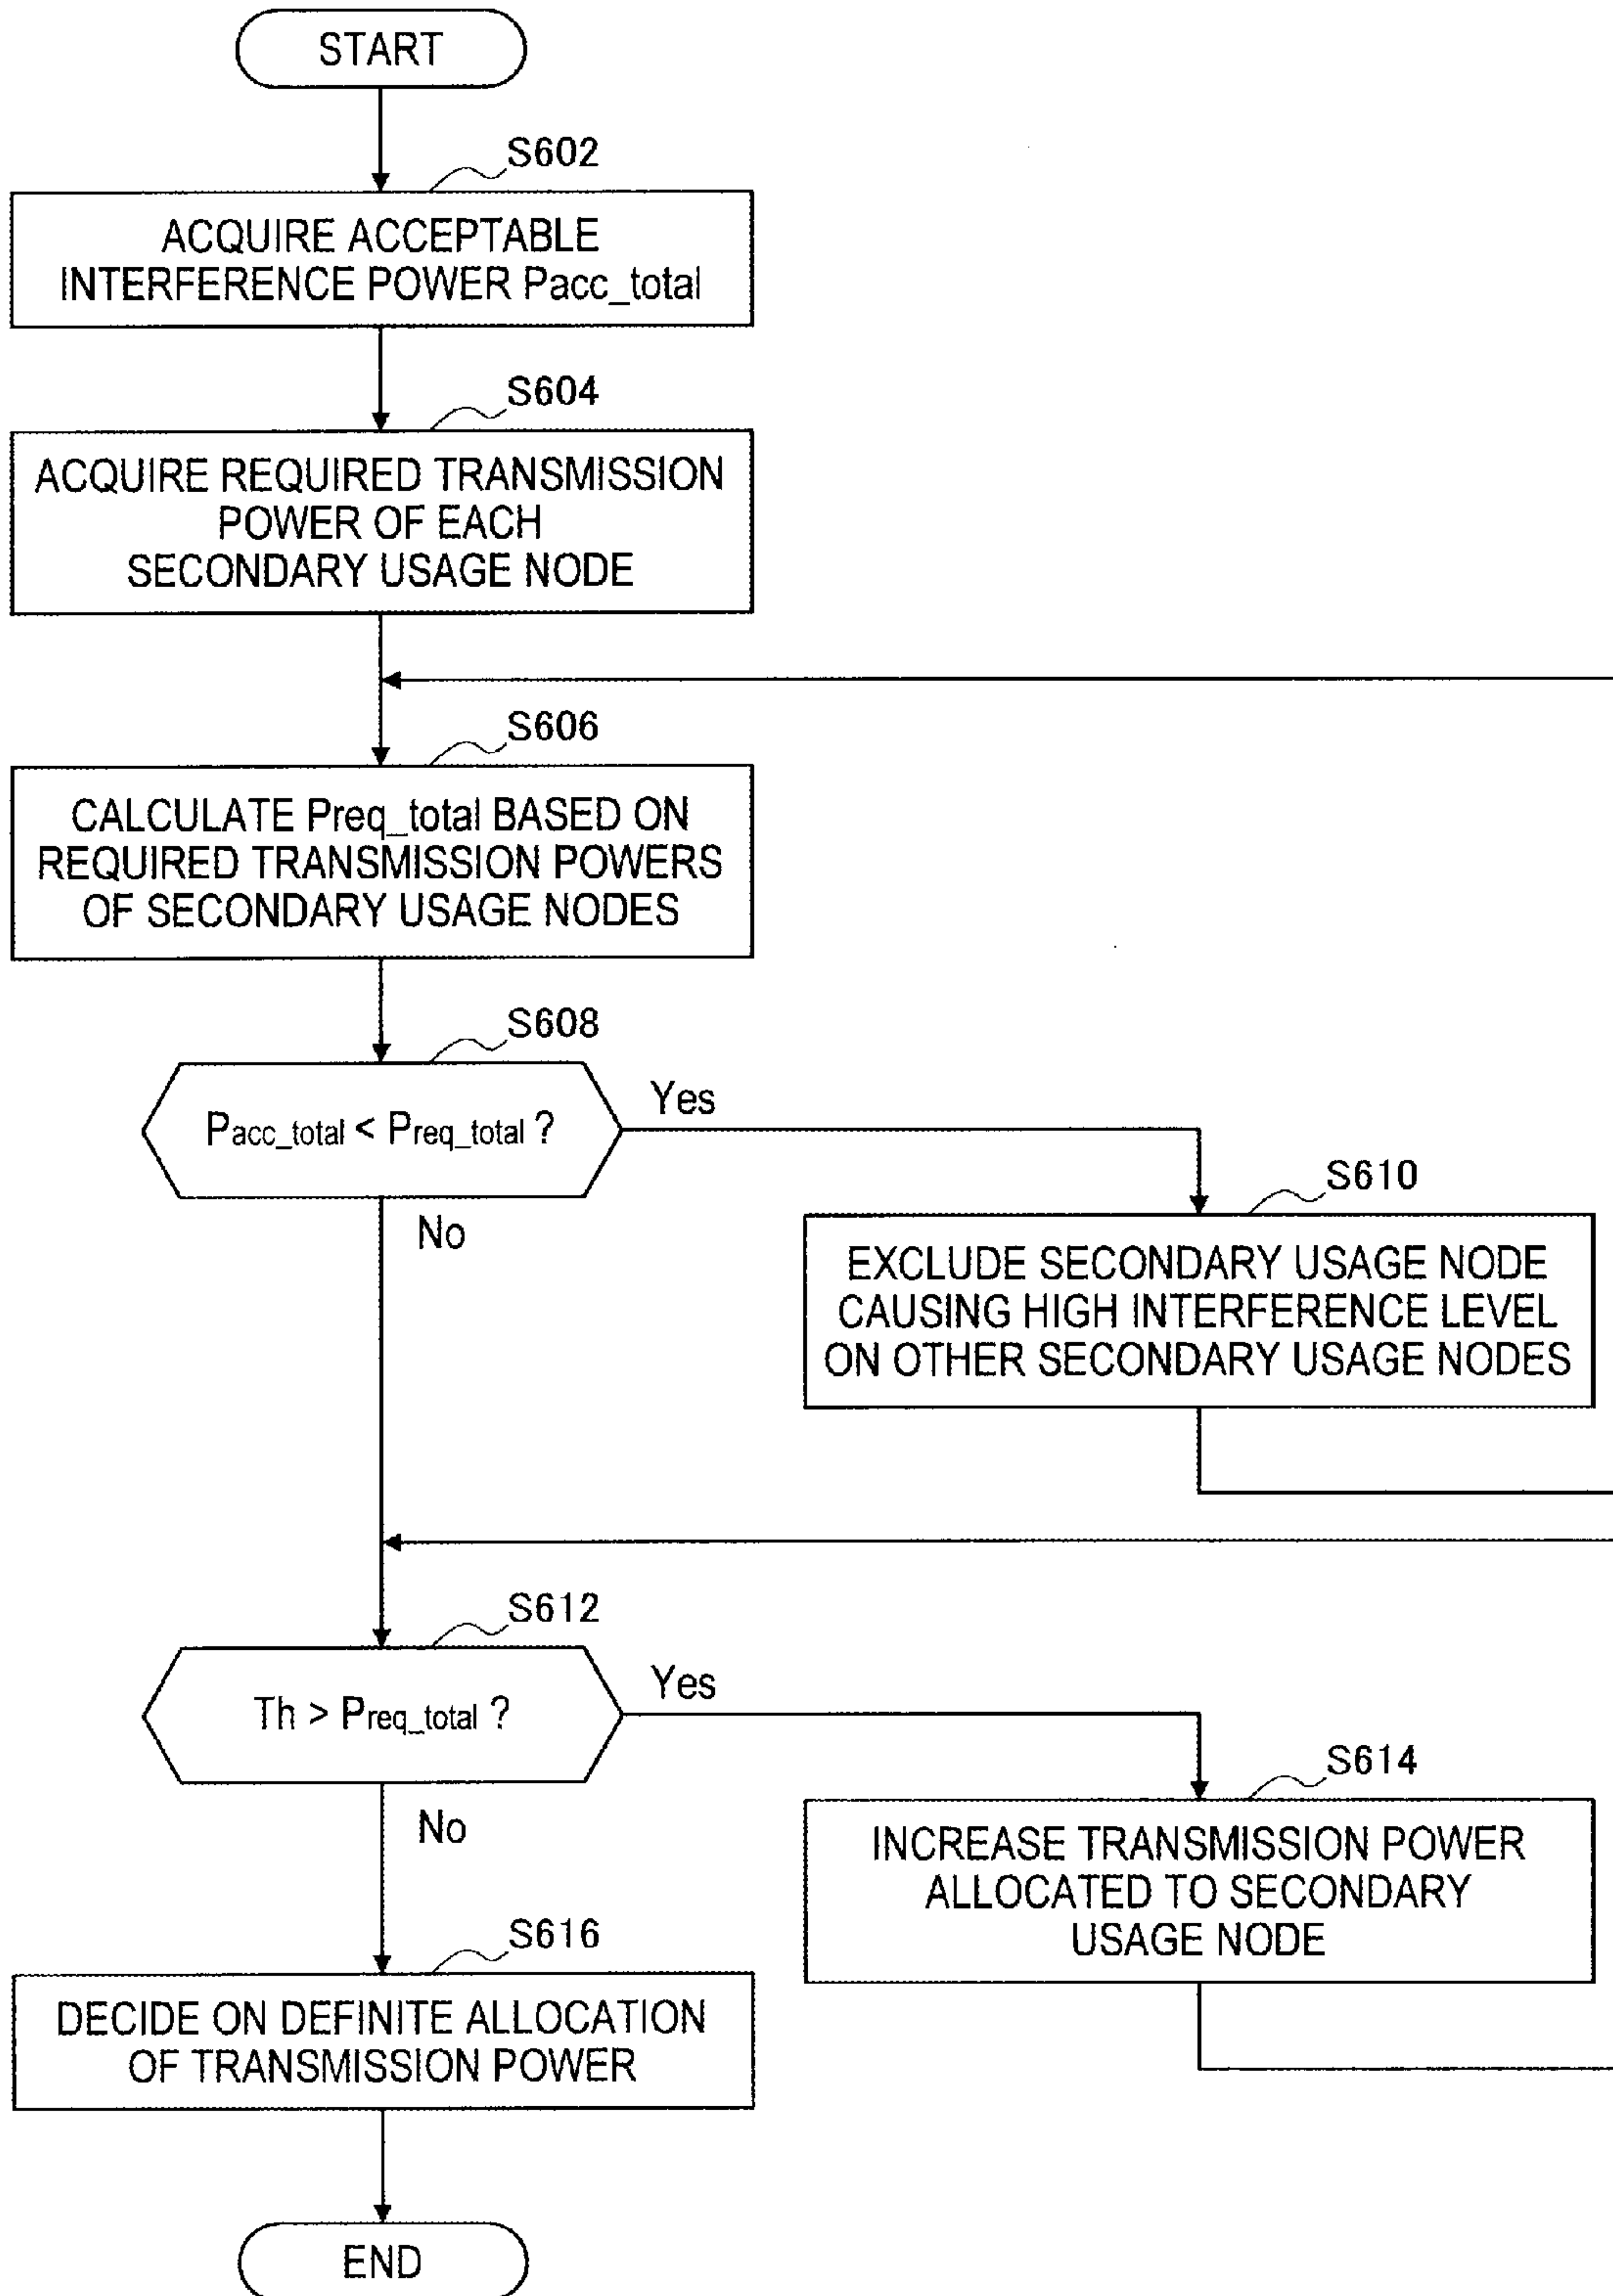 START
S602
ACQUIRE ACCEPTABLE
INTERFERENCE POWER Pacc_total
S604
ACQUIRE REQUIRED TRANSMISSION
POWER OF EACH
SECONDARY USAGE NODE
S606
CALCULATE Preq_total BASED ON
REQUIRED TRANSMISSION POWERS
OF SECONDARY USAGE NODES
S608
Pacc_total < Preq_total ?
Yes
No
S610
EXCLUDE SECONDARY USAGE NODE
CAUSING HIGH INTERFERENCE LEVEL
ON OTHER SECONDARY USAGE NODES
S612
Th > Preq_total ?
Yes
No
S614
INCREASE TRANSMISSION POWER
ALLOCATED TO SECONDARY
USAGE NODE
S616
DECIDE ON DEFINITE ALLOCATION
OF TRANSMISSION POWER
END